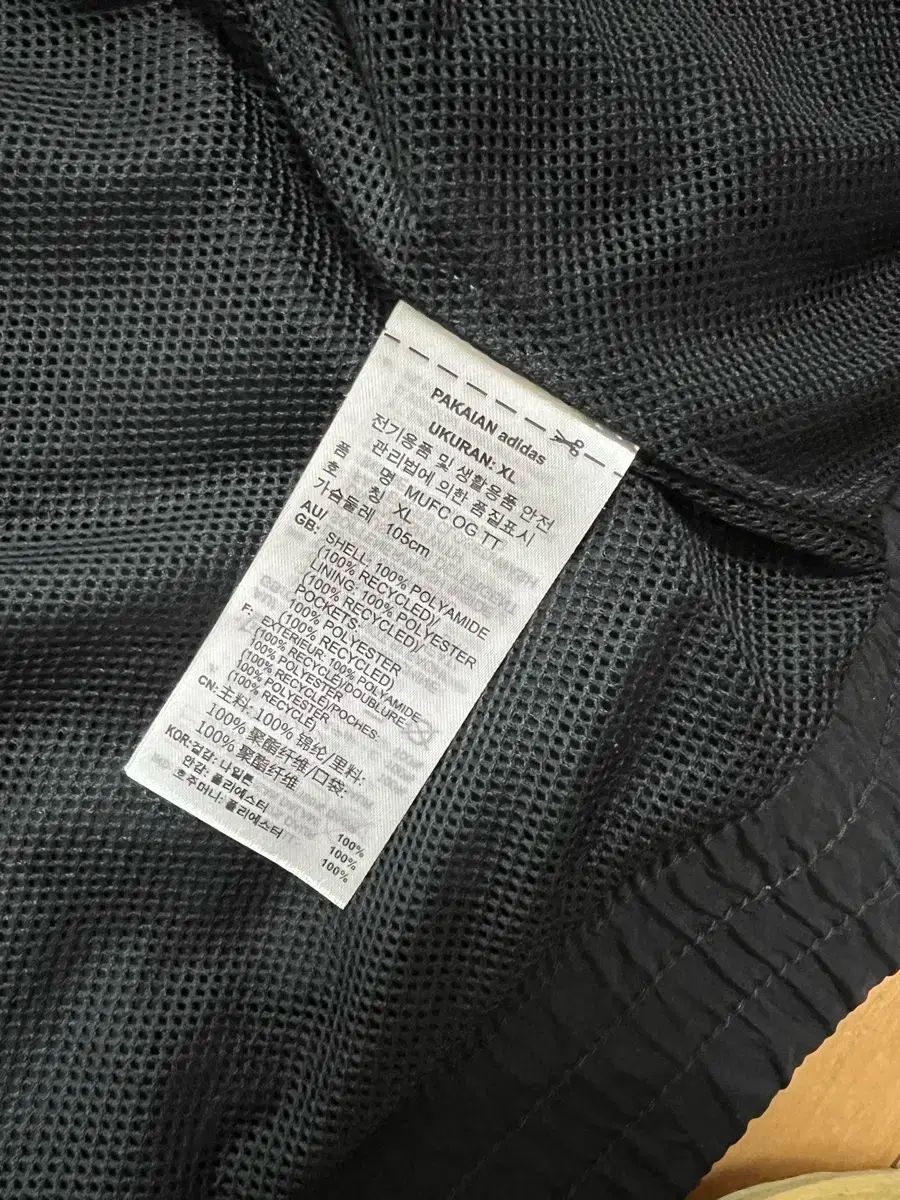 PAKAIAN adidas
UKURAN: XL
전기용품 및 생활용품 안전
관리법에 의한 품질표시
품 명 MUFC OG TT
호 칭 XL
가슴둘레 105cm
AU/
GB: SHELL: 100% POLYAMIDE
(100% RECYCLED)/
LINING: 100% POLYESTER
(100% RECYCLED)/
POCKETS:
100% POLYESTER
(100% RECYCLED)
F: EXTERIEUR: 100% POLYAMIDE
(100% RECYCLE)/DOUBLURE:
100% POLYESTER
(100% RECYCLE)/POCHES:
100% POLYESTER
RECYCLE)
CN: 主料: 100% 锦纶/里料:
100% 聚酯纤维/口袋:
100% 聚酯纤维
KOR: 겉감: 나일론 100%
안감: 폴리에스터 100%
호주머니: 폴리에스터 100%